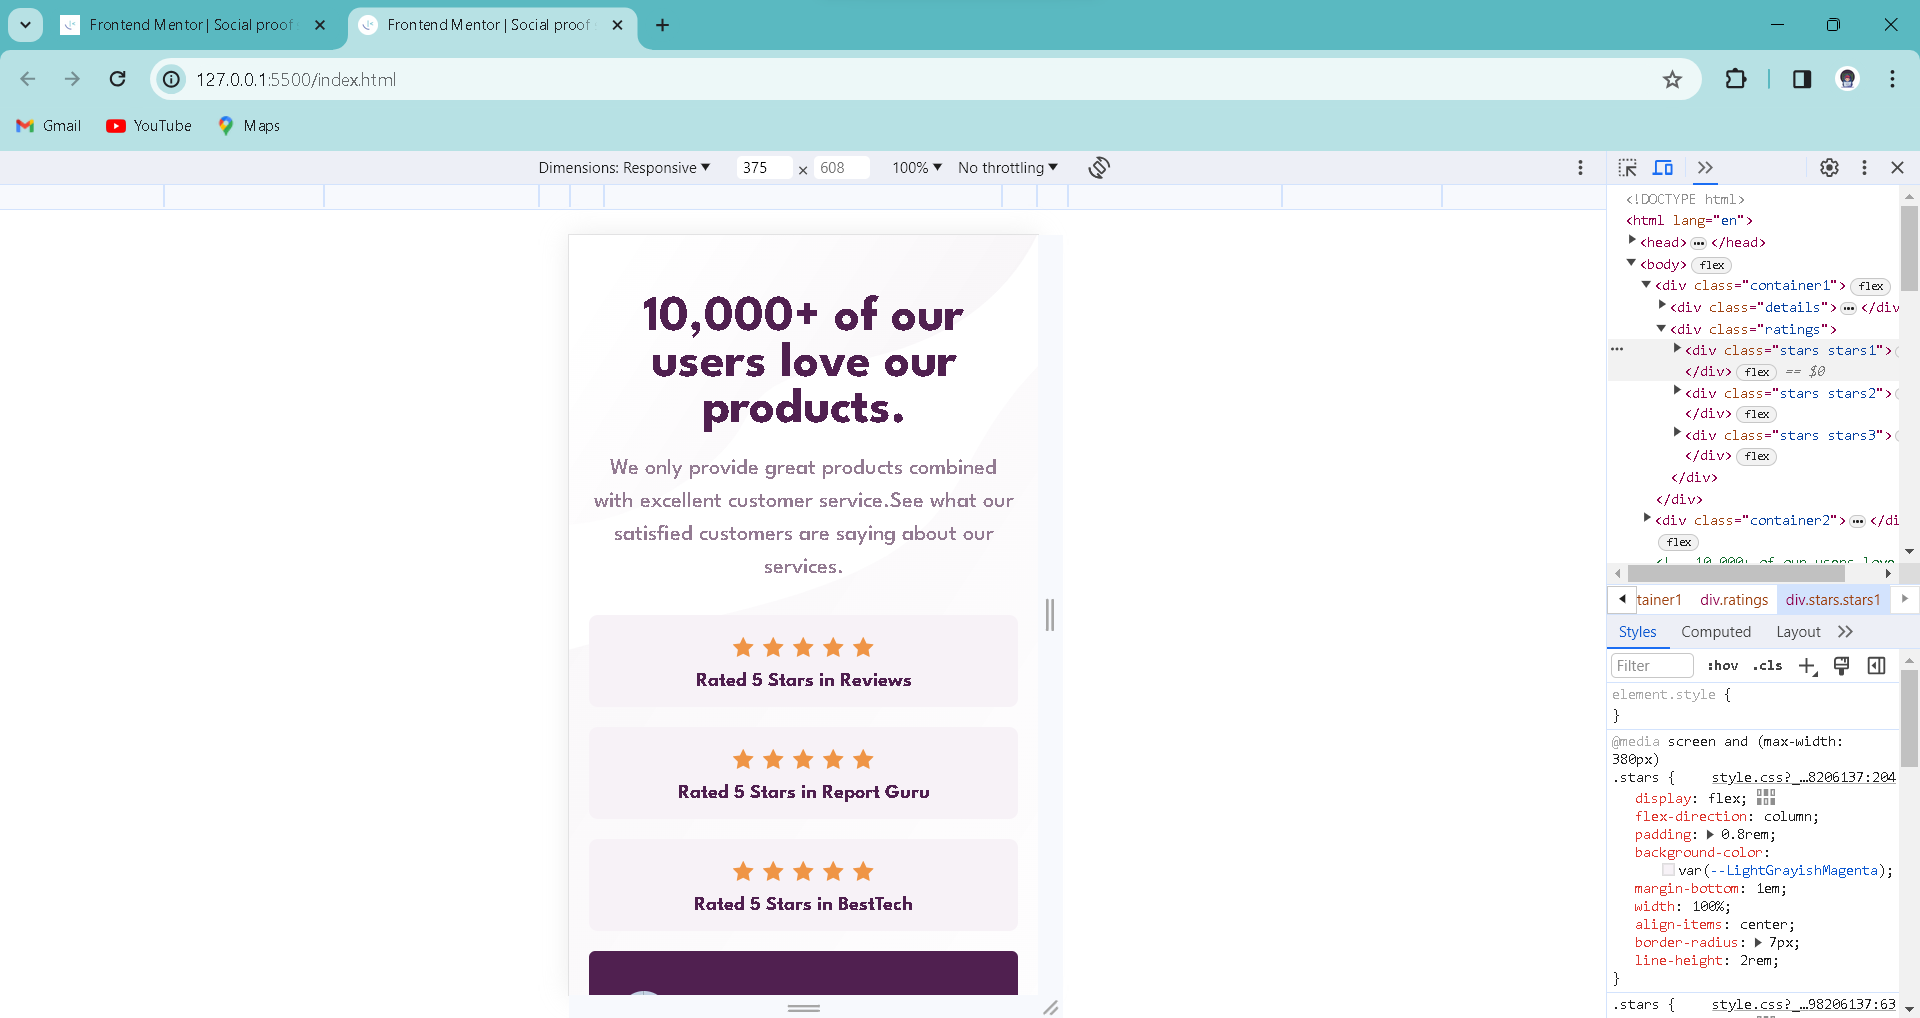 Frontend Mentor | Social proof
Frontend Mentor | Social proof
127.0.0.1:5500/index.html
Gmail
YouTube
Maps
Dimensions: Responsive
375
×
608
100%
No throttling
10,000+ of our
users love our
products.
We only provide great products combined
with excellent customer service.See what our
satisfied customers are saying about our
services.
Rated 5 Stars in Reviews
Rated 5 Stars in Report Guru
Rated 5 Stars in BestTech
<!DOCTYPE html>
<html lang="en">
<head> ••• </head>
<body> flex
<div class="container1"> flex
<div class="details"> ••• </div
<div class="ratings">
••• <div class="stars stars1">
</div> flex == $0
<div class="stars stars2">
</div> flex
<div class="stars stars3">
</div> flex
</div>
</div>
<div class="container2"> ••• </di
flex
<!-- 10,000+ of our users love
tainer1 div.ratings div.stars.stars1
Styles Computed Layout
Filter :hov .cls
element.style {
}
@media screen and (max-width:
380px)
.stars { style.css?_…8206137:204
display: flex;
flex-direction: column;
padding: 0.8rem;
background-color:
var(--LightGrayishMagenta);
margin-bottom: 1em;
width: 100%;
align-items: center;
border-radius: 7px;
line-height: 2rem;
}
.stars { style.css?_…98206137:63